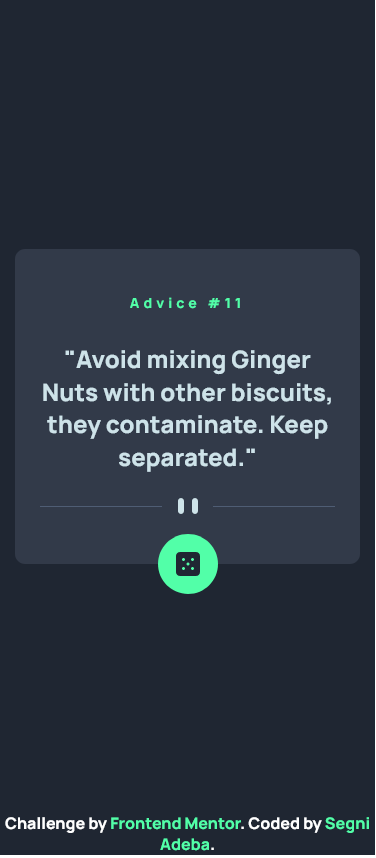 Advice #11
"Avoid mixing Ginger
Nuts with other biscuits,
they contaminate. Keep
separated."
Challenge by Frontend Mentor. Coded by Segni
Adeba.